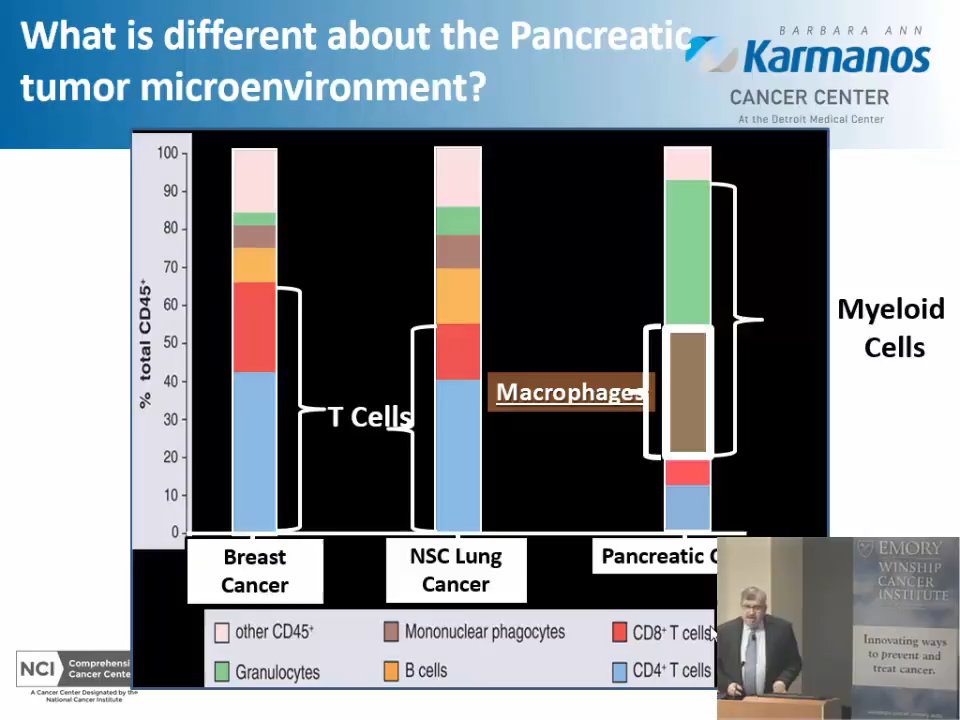 What is different about the Pancreatic
tumor microenvironment?
BARBARA ANN
Karmanos
CANCER CENTER
At the Detroit Medical Center
% total CD45+
100
90
80
70
60
50
40
30
20
10
0
T Cells
Macrophages
Myeloid
Cells
Breast
Cancer
NSC Lung
Cancer
Pancreatic C
other CD45+
Mononuclear phagocytes
CD8+ T cells
Granulocytes
B cells
CD4+ T cells
NCI
Comprehensi
Cancer Cente
A Cancer Center Designated by the
National Cancer Institute
EMORY
WINSHIP
CANCER
INSTITUTE
Innovating ways
to prevent and
treat cancer.